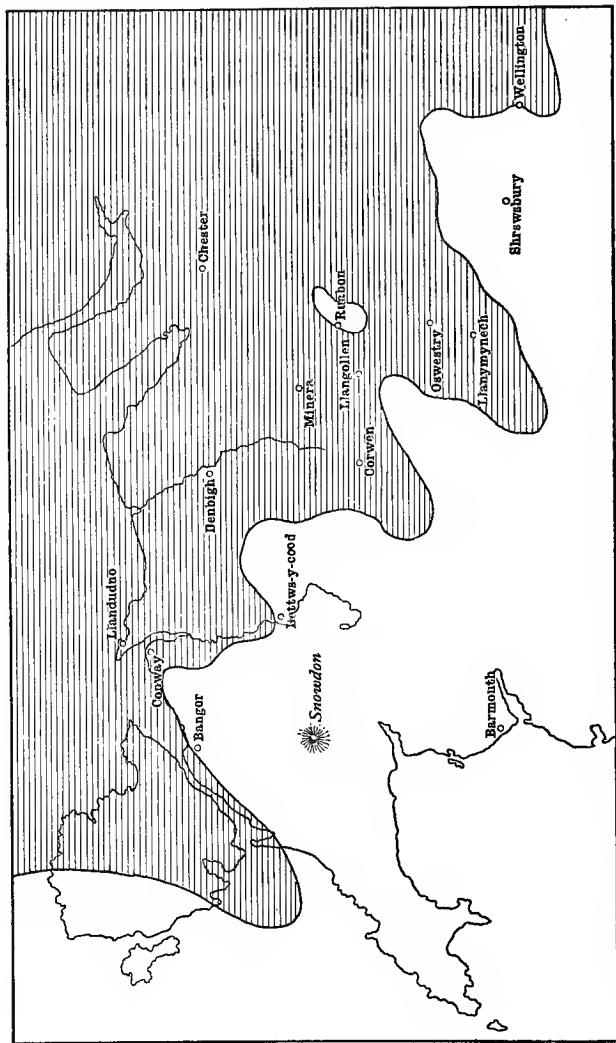 Llandudno
Conway
Bangor
Denbigh
Chester
Bettws-y-coed
Minera
Snowdon
Llangollen
Ruabon
Corwen
Oswestry
Llanymynech
Barmouth
Shrewsbury
Wellington